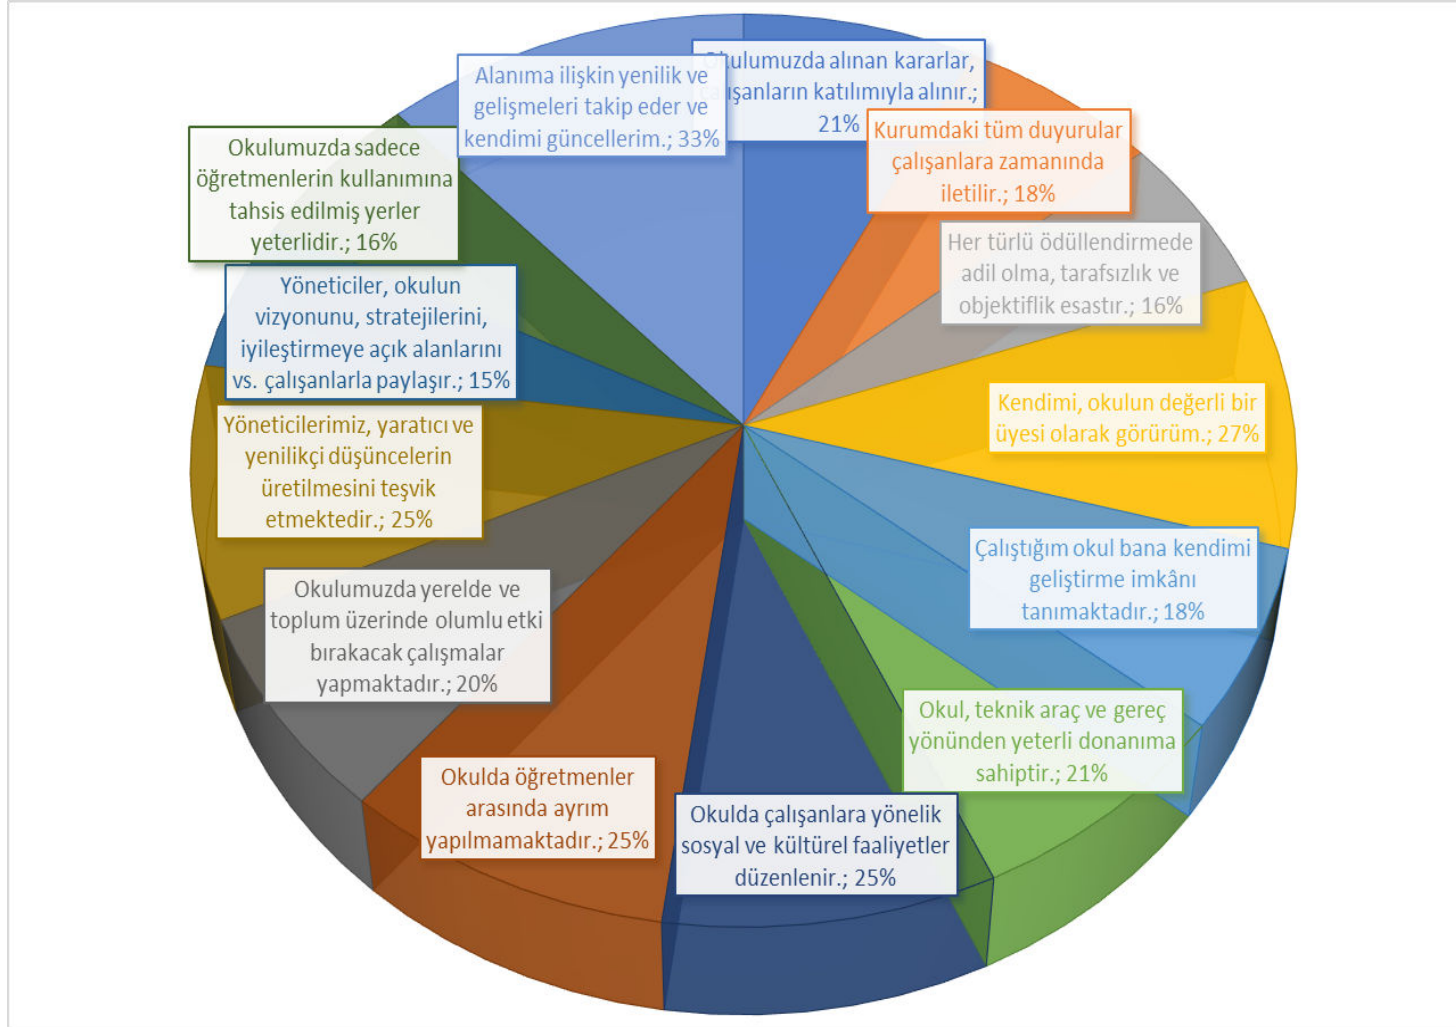 Okulumuzda alınan kararlar,
çalışanların katılımıyla alınır.;
21%
Kurumdaki tüm duyurular
çalışanlara zamanında
iletilir.; 18%
Her türlü ödüllendirmede
adil olma, tarafsızlık ve
objektiflik esastır.; 16%
Kendimi, okulun değerli bir
üyesi olarak görürüm.; 27%
Çalıştığım okul bana kendimi
geliştirme imkânı
tanımaktadır.; 18%
Okul, teknik araç ve gereç
yönünden yeterli donanıma
sahiptir.; 21%
Okulda çalışanlara yönelik
sosyal ve kültürel faaliyetler
düzenlenir.; 25%
Okulda öğretmenler
arasında ayrım
yapılmamaktadır.; 25%
Okulumuzda yerelde ve
toplum üzerinde olumlu etki
bırakacak çalışmalar
yapmaktadır.; 20%
Yöneticilerimiz, yaratıcı ve
yenilikçi düşüncelerin
üretilmesini teşvik
etmektedir.; 25%
Yöneticiler, okulun
vizyonunu, stratejilerini,
iyileştirmeye açık alanlarını
vs. çalışanlarla paylaşır.; 15%
Okulumuzda sadece
öğretmenlerin kullanımına
tahsis edilmiş yerler
yeterlidir.; 16%
Alanıma ilişkin yenilik ve
gelişmeleri takip eder ve
kendimi güncellerim.; 33%